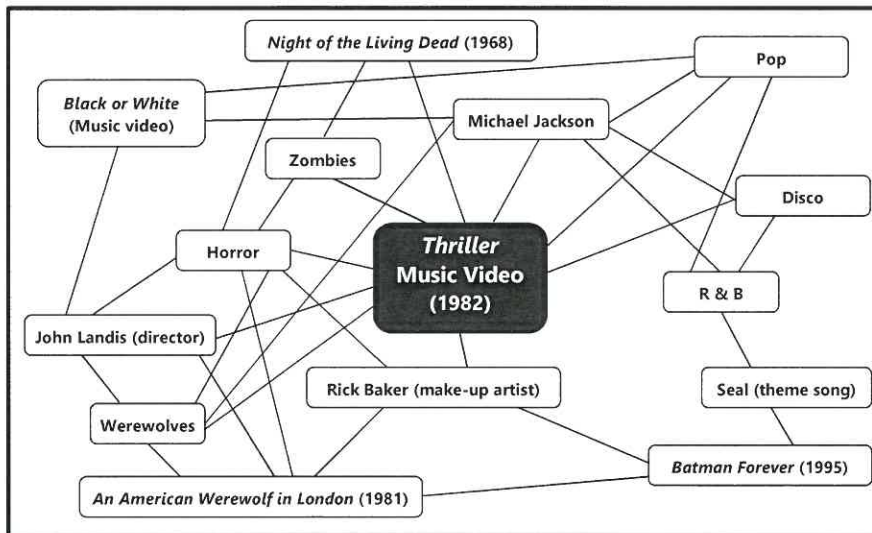 Night of the Living Dead (1968)
Pop
Black or White
(Music video)
Michael Jackson
Zombies
Disco
Thriller
Music Video
(1982)
Horror
R & B
John Landis (director)
Rick Baker (make-up artist)
Seal (theme song)
Werewolves
Batman Forever (1995)
An American Werewolf in London (1981)